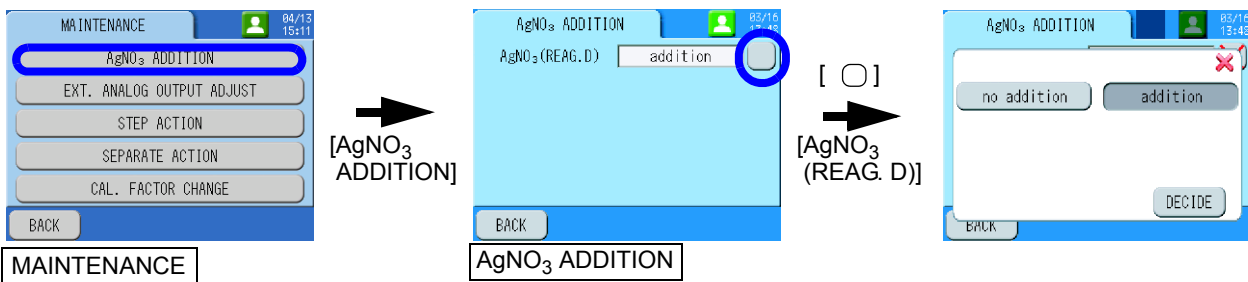 MAINTENANCE
04/13
15:11
AgNO₃ ADDITION
EXT. ANALOG OUTPUT ADJUST
STEP ACTION
SEPARATE ACTION
CAL. FACTOR CHANGE
BACK
MAINTENANCE
[AgNO₃
ADDITION]
AgNO₃ ADDITION
03/16
13:48
AgNO₃(REAG.D) addition
BACK
AgNO₃ ADDITION
[ ]
[AgNO₃
(REAG. D)]
AgNO₃ ADDITION
03/16
13:48
no addition addition
DECIDE
BACK